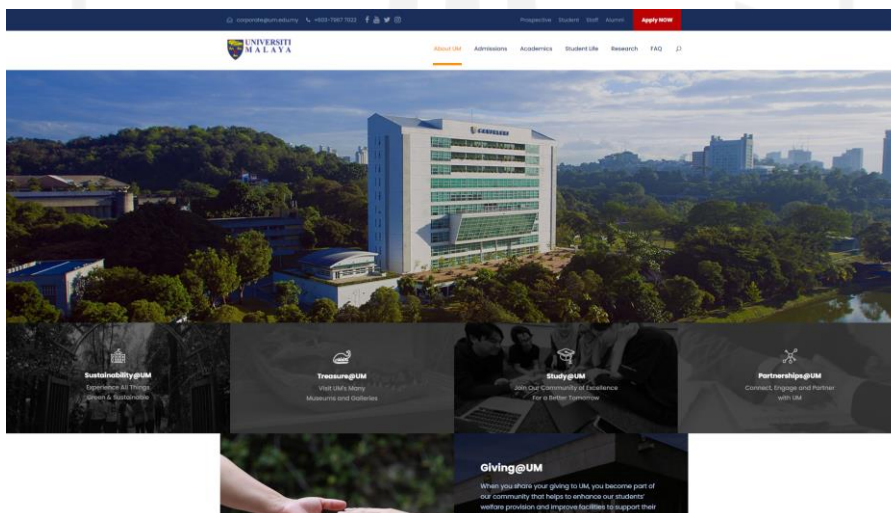 corporate@um.edu.my +603-7967 7022
Prospective Student Staff Alumni Apply NOW
UNIVERSITI
MALAYA
About UM Admissions Academics Student Life Research FAQ
Sustainability@UM
Experience All Things,
Green & Sustainable
Treasure@UM
Visit UM's Many
Museums and Galleries
Study@UM
Join Our Community of Excellence
For a Better Tomorrow
Partnerships@UM
Connect, Engage and Partner
with UM
Giving@UM
When you share your giving to UM, you become part of
our community that helps to enhance our students'
welfare provision and improve facilities to support their